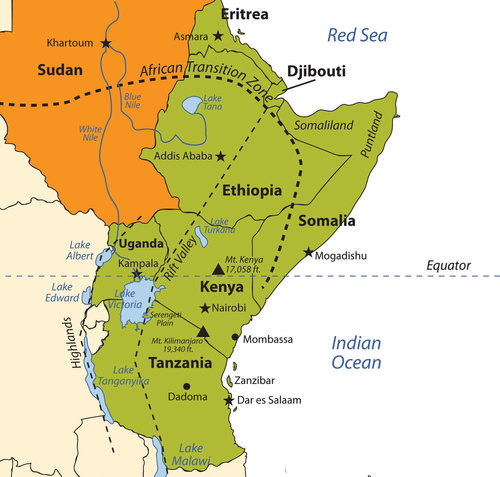 Eritrea
Asmara
Red Sea
Khartoum
Sudan
African Transition Zone
Djibouti
Blue
Nile
Lake
Tana
Somaliland
Puntland
White
Nile
Addis Ababa
Ethiopia
Somalia
Lake
Turkana
Uganda
Rift Valley
Lake
Albert
Kampala
Mt. Kenya
17,058 ft.
Mogadishu
Equator
Lake
Edward
Lake
Victoria
Kenya
Nairobi
Serengeti
Plain
Highlands
Mt. Kilimanjaro
19,340 ft.
Mombassa
Indian
Ocean
Tanzania
Lake
Tanganyika
Zanzibar
Dadoma
Dar es Salaam
Lake
Malawi